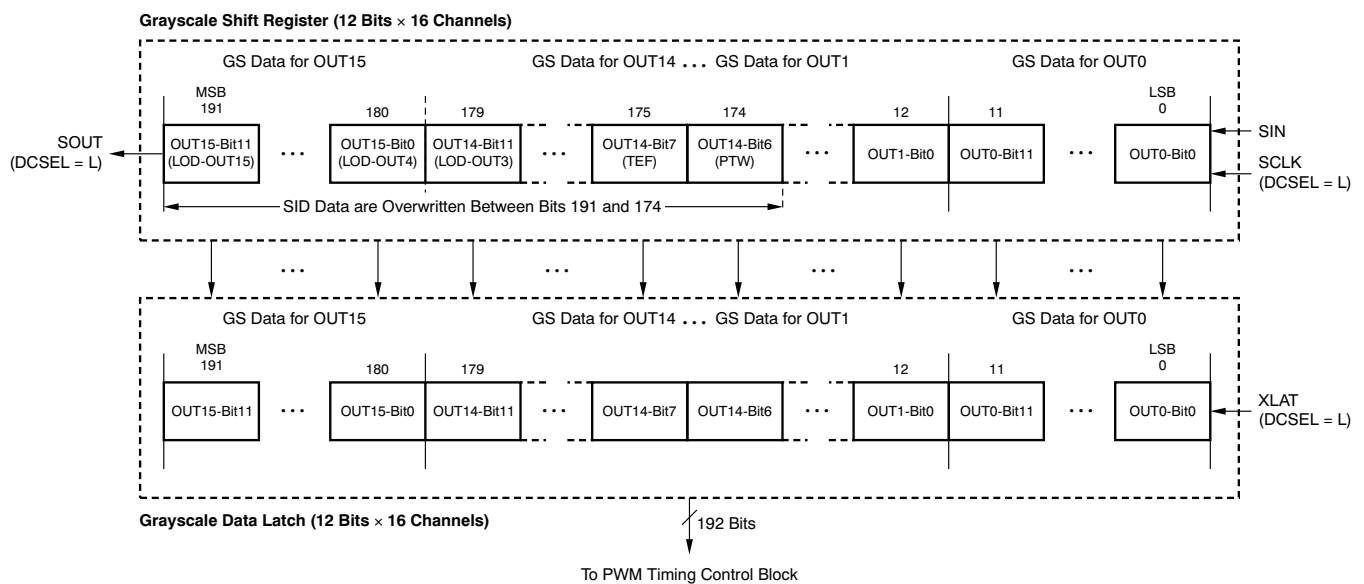 Grayscale Shift Register (12 Bits × 16 Channels)
GS Data for OUT15
GS Data for OUT14 ... GS Data for OUT1
GS Data for OUT0
MSB
191
180
179
175
174
12
11
LSB
0
SOUT
(DCSEL = L)
OUT15-Bit11
(LOD-OUT15)
...
OUT15-Bit0
(LOD-OUT4)
OUT14-Bit11
(LOD-OUT3)
...
OUT14-Bit7
(TEF)
OUT14-Bit6
(PTW)
...
OUT1-Bit0
OUT0-Bit11
...
OUT0-Bit0
SIN
SCLK
(DCSEL = L)
SID Data are Overwritten Between Bits 191 and 174
...
...
...
...
GS Data for OUT15
GS Data for OUT14 ... GS Data for OUT1
GS Data for OUT0
MSB
191
180
179
12
11
LSB
0
OUT15-Bit11
...
OUT15-Bit0
OUT14-Bit11
...
OUT14-Bit7
OUT14-Bit6
...
OUT1-Bit0
OUT0-Bit11
...
OUT0-Bit0
XLAT
(DCSEL = L)
Grayscale Data Latch (12 Bits × 16 Channels)
192 Bits
To PWM Timing Control Block